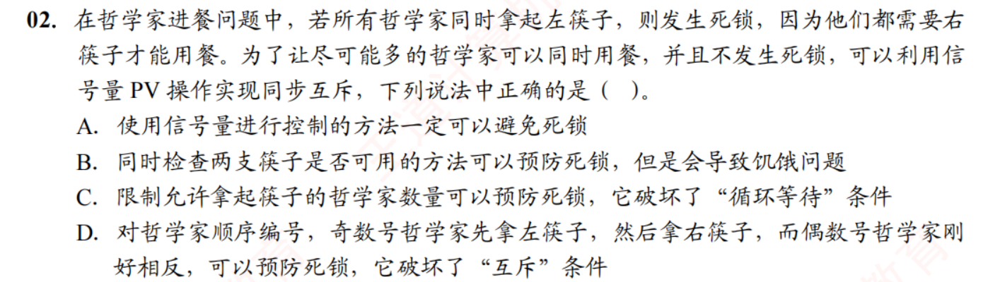 02. 在哲学家进餐问题中，若所有哲学家同时拿起左筷子，则发生死锁，因为他们都需要右
筷子才能用餐。为了让尽可能多的哲学家可以同时用餐，并且不发生死锁，可以利用信
号量 PV 操作实现同步互斥，下列说法中正确的是（ ）。
A. 使用信号量进行控制的方法一定可以避免死锁
B. 同时检查两支筷子是否可用的方法可以预防死锁，但是会导致饥饿问题
C. 限制允许拿起筷子的哲学家数量可以预防死锁，它破坏了“循环等待”条件
D. 对哲学家顺序编号，奇数号哲学家先拿左筷子，然后拿右筷子，而偶数号哲学家刚
好相反，可以预防死锁，它破坏了“互斥”条件